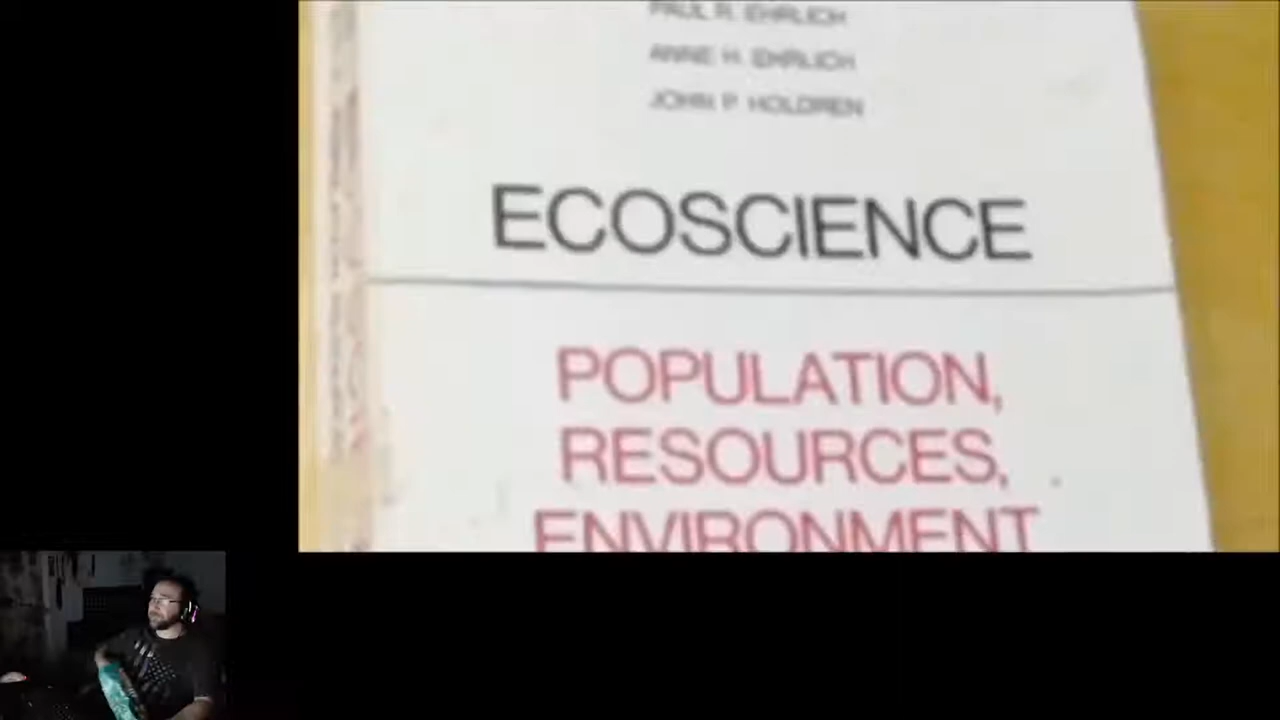 PAUL R. EHRLICH
ANNE H. EHRLICH
JOHN P. HOLDREN
ECOSCIENCE
POPULATION,
RESOURCES,
ENVIRONMENT